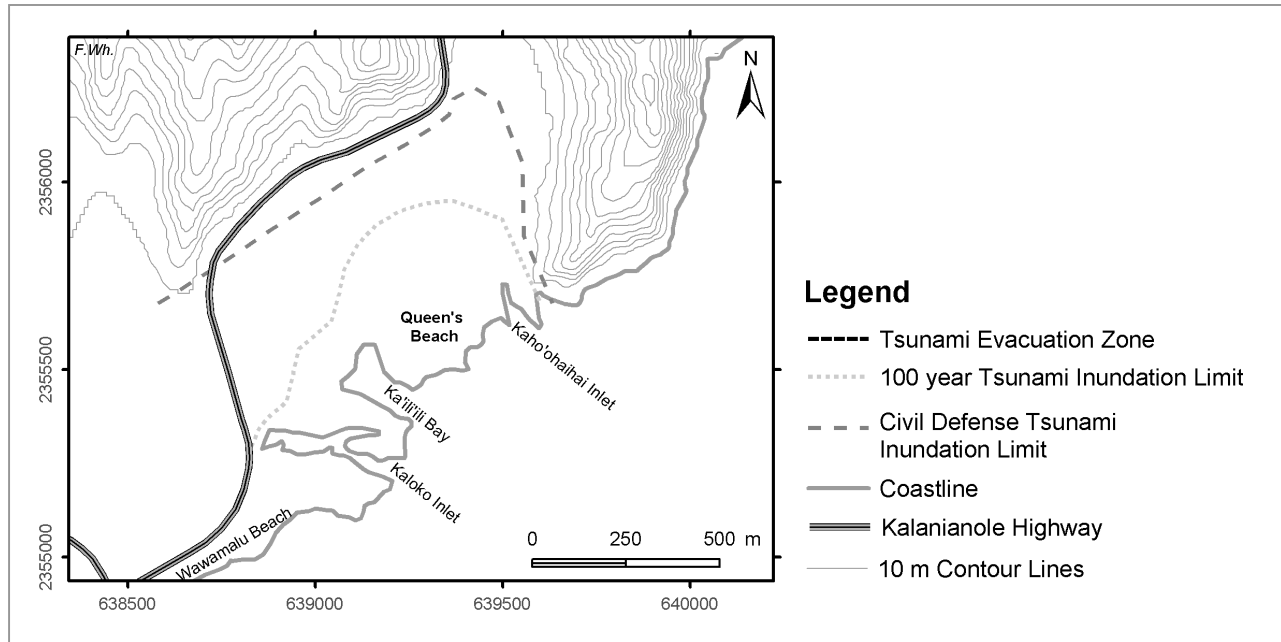 F.Wh.
N
Queen's
Beach
Kaho'ohaihai Inlet
Ka'ili'ili Bay
Kaloko Inlet
Wawamalu Beach
0 250 500 m
2356000
2355500
2355000
638500 639000 639500 640000
Legend
Tsunami Evacuation Zone
100 year Tsunami Inundation Limit
Civil Defense Tsunami
Inundation Limit
Coastline
Kalanianole Highway
10 m Contour Lines